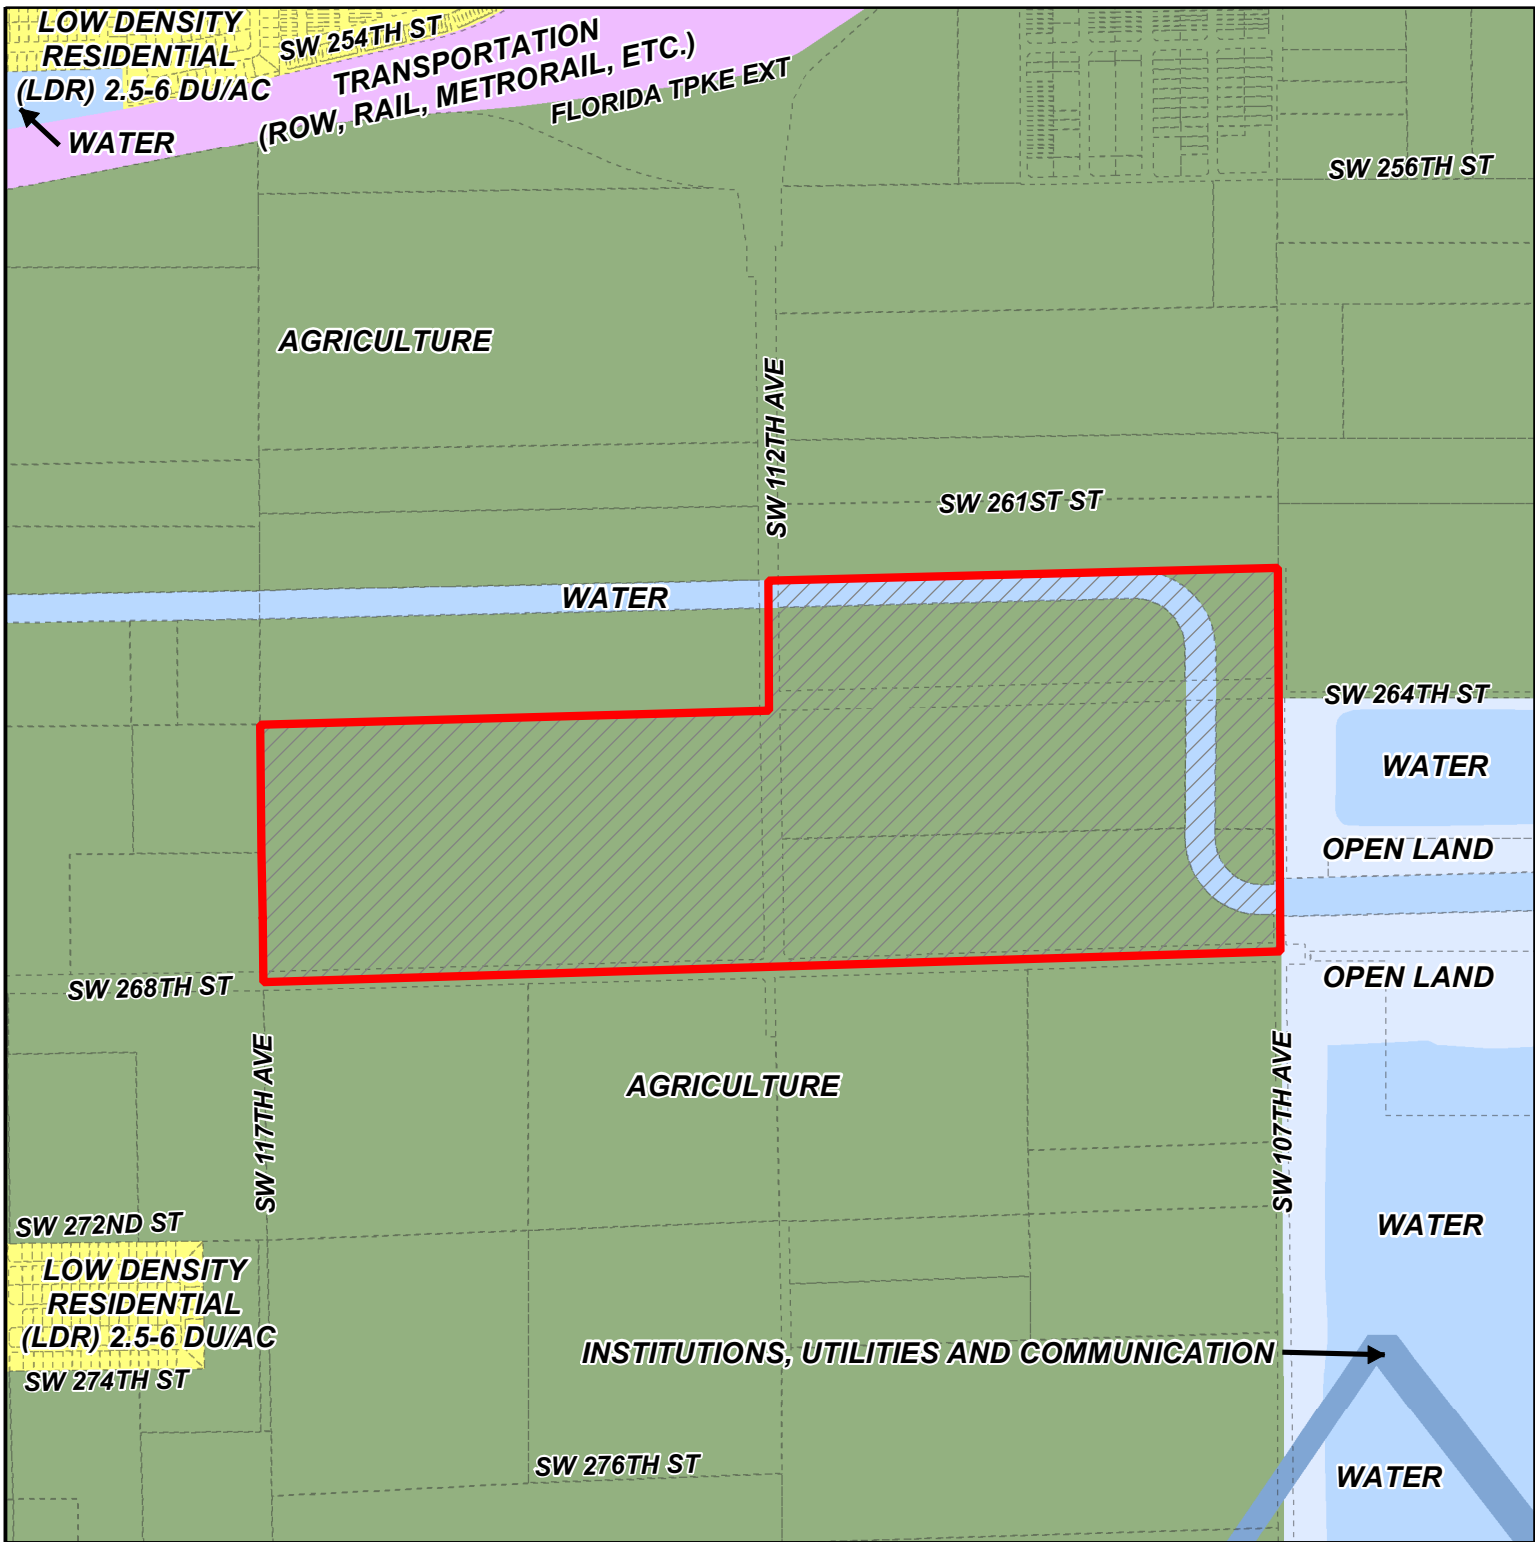 LOW DENSITY
RESIDENTIAL
(LDR) 2.5-6 DU/AC
SW 254TH ST
TRANSPORTATION
(ROW, RAIL, METRORAIL, ETC.)
FLORIDA TPKE EXT
WATER
SW 256TH ST
AGRICULTURE
SW 112TH AVE
SW 261ST ST
WATER
SW 264TH ST
WATER
OPEN LAND
OPEN LAND
SW 268TH ST
SW 117TH AVE
AGRICULTURE
SW 107TH AVE
SW 272ND ST
WATER
LOW DENSITY
RESIDENTIAL
(LDR) 2.5-6 DU/AC
INSTITUTIONS, UTILITIES AND COMMUNICATION
SW 274TH ST
SW 276TH ST
WATER